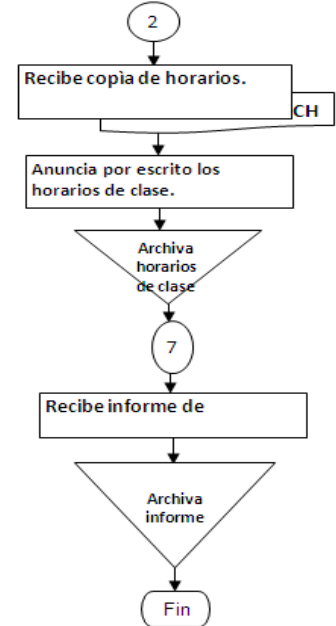 2
Recibe copìa de horarios.
CH
Anuncia por escrito los
horarios de clase.
Archiva
horarios
de clase
7
Recibe informe de
Archiva
informe
Fin